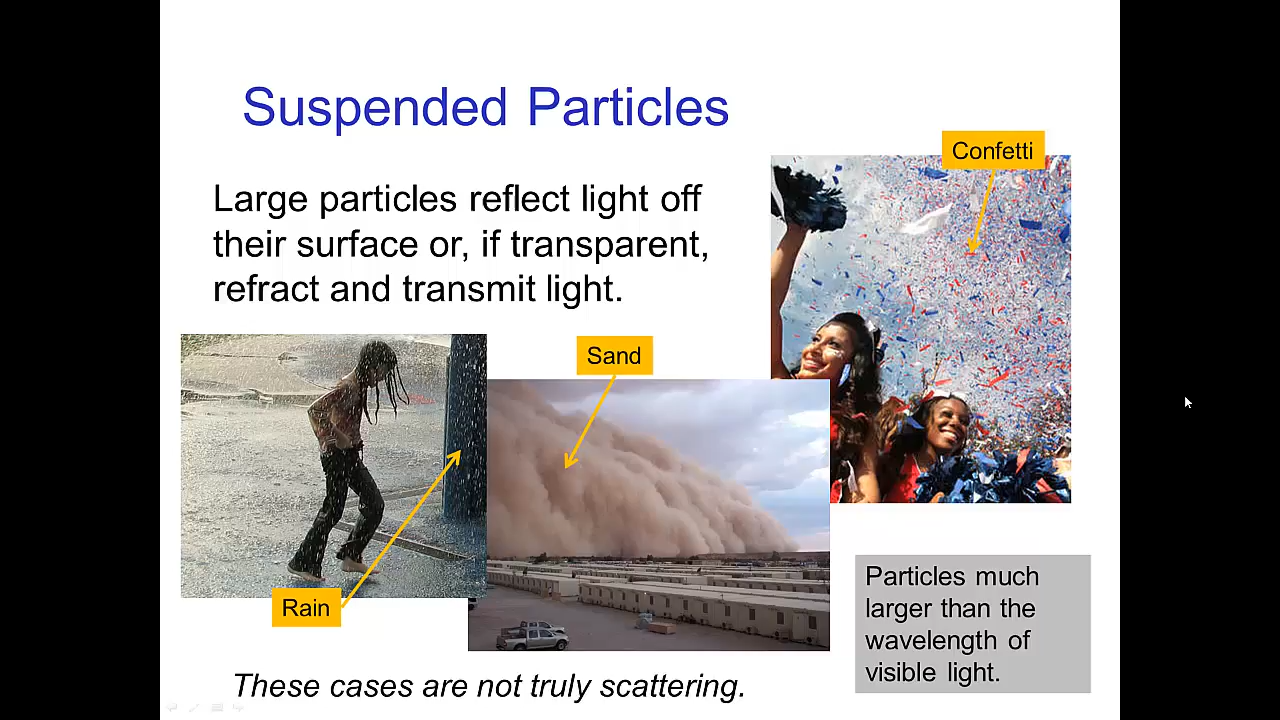 Suspended Particles
Confetti
Large particles reflect light off
their surface or, if transparent,
refract and transmit light.
Sand
Rain
Particles much
larger than the
wavelength of
visible light.
These cases are not truly scattering.